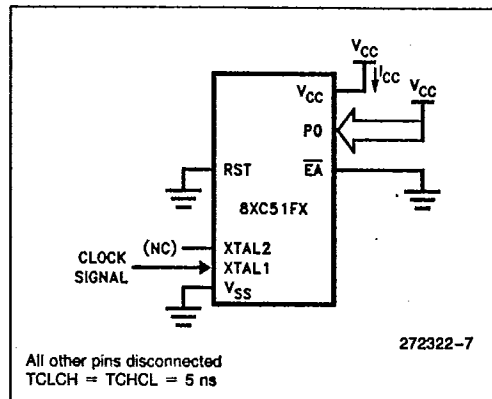 V_CC
I_CC
V_CC
V_CC
P0
RST
E̅A̅
8XC51FX
(NC)
XTAL2
CLOCK SIGNAL
XTAL1
V_SS
272322-7
All other pins disconnected
TCLCH = TCHCL = 5 ns